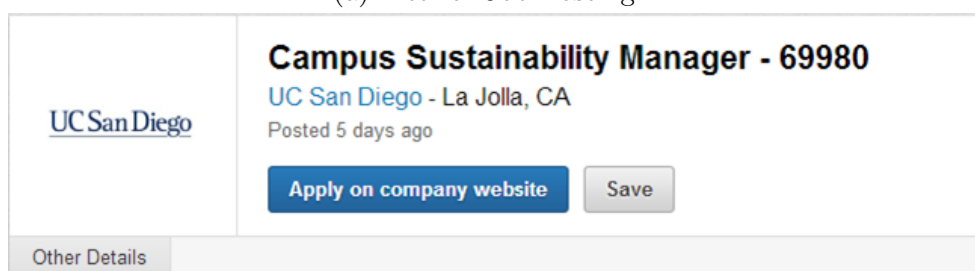 Campus Sustainability Manager - 69980
UC San Diego
UC San Diego - La Jolla, CA
Posted 5 days ago
Apply on company website
Save
Other Details